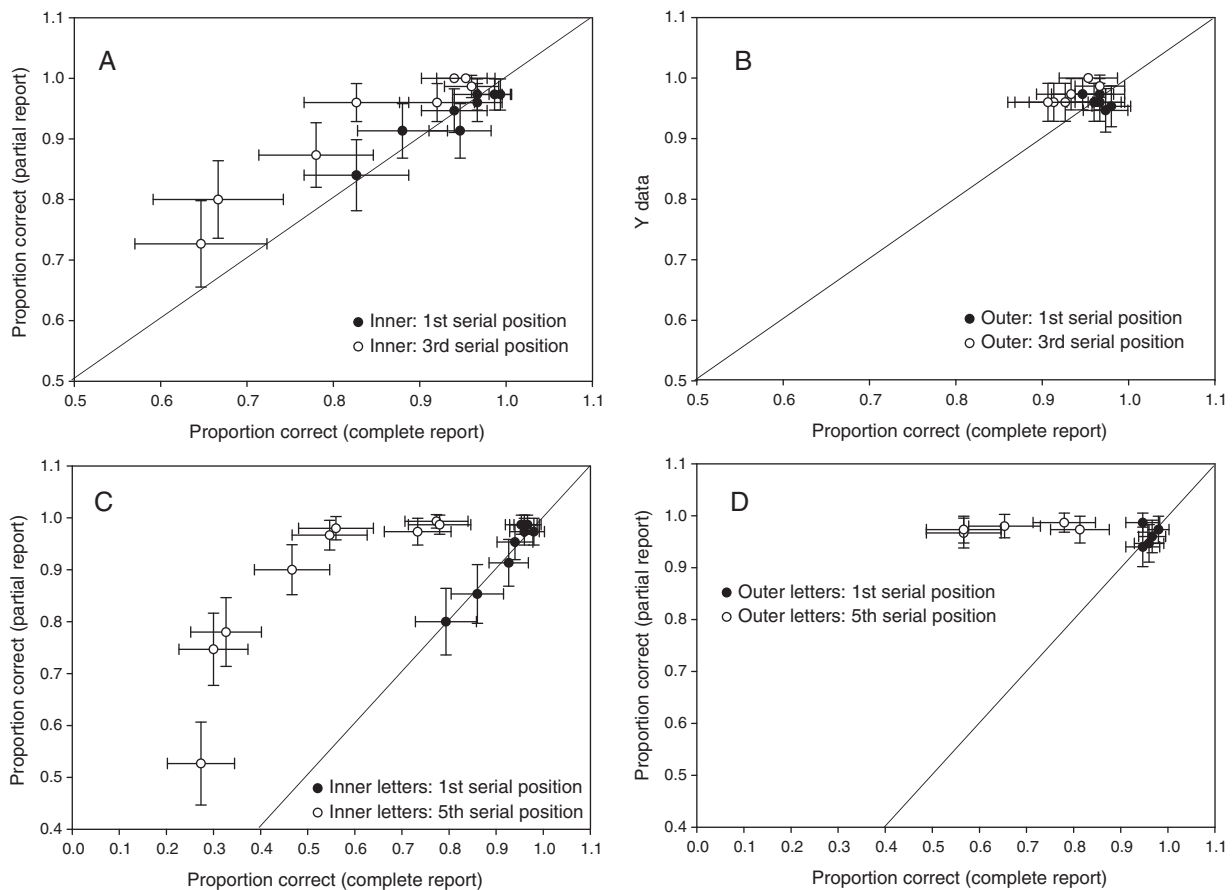 A
Proportion correct (partial report)
1.1
1.0
0.9
0.8
0.7
0.6
0.5
0.5 0.6 0.7 0.8 0.9 1.0 1.1
Proportion correct (complete report)
Inner: 1st serial position
Inner: 3rd serial position
B
Y data
1.1
1.0
0.9
0.8
0.7
0.6
0.5
0.5 0.6 0.7 0.8 0.9 1.0 1.1
Proportion correct (complete report)
Outer: 1st serial position
Outer: 3rd serial position
C
Proportion correct (partial report)
1.1
1.0
0.9
0.8
0.7
0.6
0.5
0.4
0.0 0.1 0.2 0.3 0.4 0.5 0.6 0.7 0.8 0.9 1.0 1.1
Proportion correct (complete report)
Inner letters: 1st serial position
Inner letters: 5th serial position
D
Proportion correct (partial report)
1.1
1.0
0.9
0.8
0.7
0.6
0.5
0.4
0.0 0.1 0.2 0.3 0.4 0.5 0.6 0.7 0.8 0.9 1.0 1.1
Proportion correct (complete report)
Outer letters: 1st serial position
Outer letters: 5th serial position